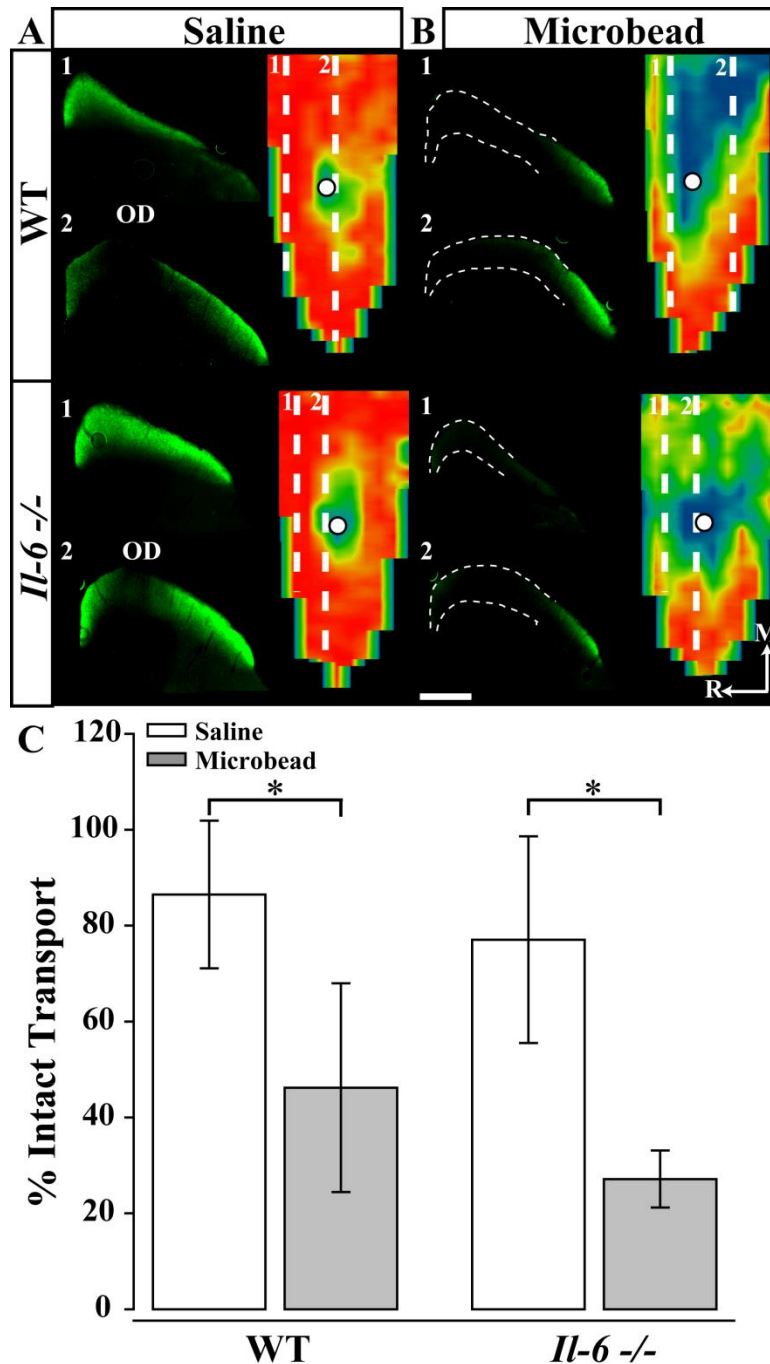 A Saline B Microbead
WT
1 1 2
2 OD
1 1 2
2
Il-6 -/-
1 1 2
2 OD
1 1 2
2
M
R
C
Saline
Microbead
% Intact Transport
120
100
80
60
40
20
0
* *
WT Il-6 -/-